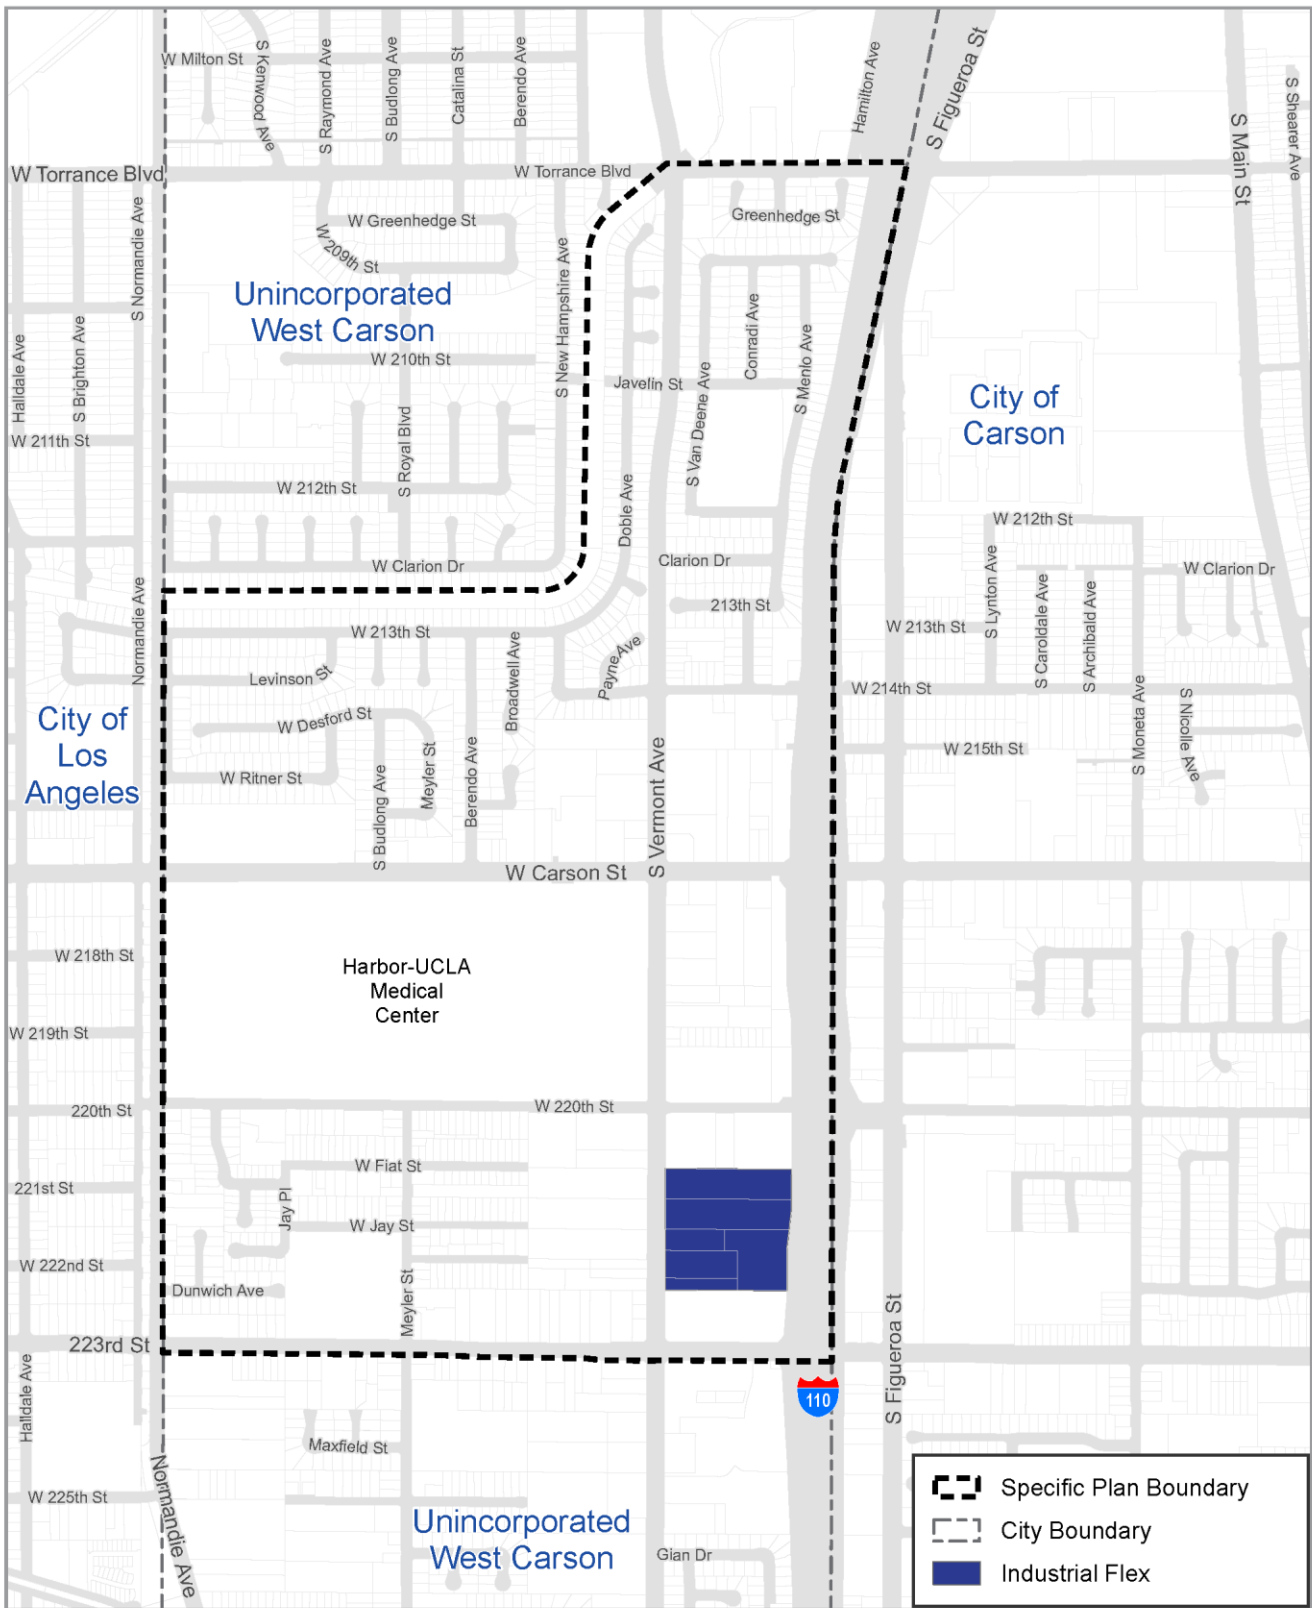 W Milton St
S Kenwood Ave
S Raymond Ave
S Budlong Ave
Catalina St
Berendo Ave
Hamilton Ave
S Figueroa St
S Main St
S Shearer Ave
W Torrance Blvd
W Torrance Blvd
W Greenhedge St
Greenhedge St
W 209th St
S Normandie Ave
Unincorporated
West Carson
S New Hampshire Ave
Conradi Ave
S Menlo Ave
Halldale Ave
S Brighton Ave
W 210th St
Javelin St
S Van Deene Ave
City of
Carson
W 211th St
S Royal Blvd
W 212th St
Doble Ave
W 212th St
W Clarion Dr
Clarion Dr
W Clarion Dr
S Lynton Ave
S Caroldale Ave
S Archibald Ave
Normandie Ave
213th St
W 213th St
W 213th St
Levinson St
Broadwell Ave
Payne Ave
W 214th St
S Moneta Ave
S Nicolle Ave
City of
Los
Angeles
W Desford St
W 215th St
W Ritner St
S Budlong Ave
Meyler St
Berendo Ave
S Vermont Ave
W Carson St
W 218th St
Harbor-UCLA
Medical
Center
W 219th St
220th St
W 220th St
W Fiat St
221st St
Jay Pl
W Jay St
W 222nd St
Dunwich Ave
Meyler St
S Figueroa St
223rd St
Halldale Ave
110
Maxfield St
Normandie Ave
W 225th St
Unincorporated
West Carson
Gian Dr
Specific Plan Boundary
City Boundary
Industrial Flex